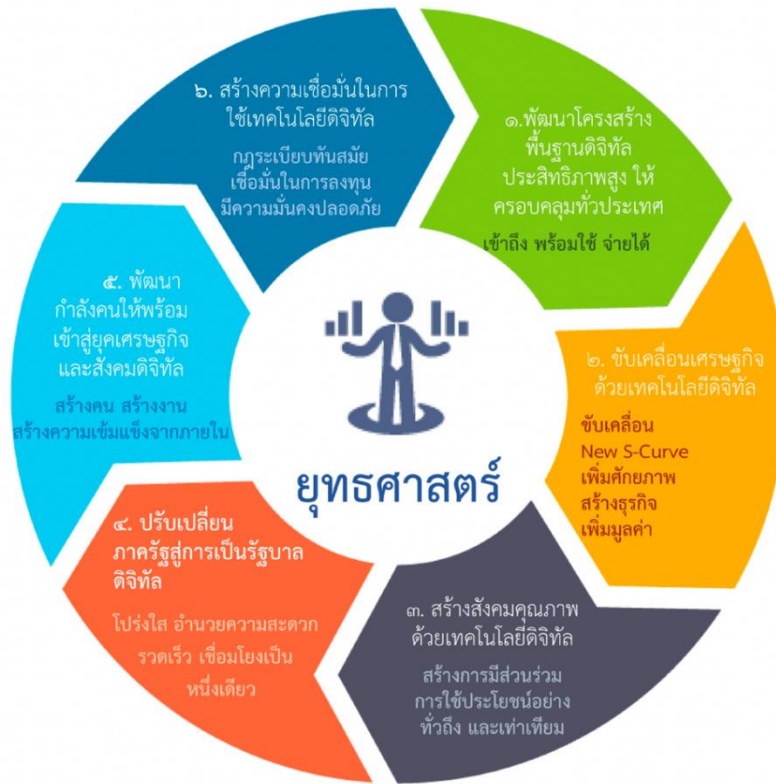 ยุทธศาสตร์
๑.พัฒนาโครงสร้าง
พื้นฐานดิจิทัล
ประสิทธิภาพสูง ให้
ครอบคลุมทั่วประเทศ
เข้าถึง พร้อมใช้ จ่ายได้
๒. ขับเคลื่อนเศรษฐกิจ
ด้วยเทคโนโลยีดิจิทัล
ขับเคลื่อน
New S-Curve
เพิ่มศักยภาพ
สร้างธุรกิจ
เพิ่มมูลค่า
๓. สร้างสังคมคุณภาพ
ด้วยเทคโนโลยีดิจิทัล
สร้างการมีส่วนร่วม
การใช้ประโยชน์อย่าง
ทั่วถึง และเท่าเทียม
๔. ปรับเปลี่ยน
ภาครัฐสู่การเป็นรัฐบาล
ดิจิทัล
โปร่งใส อำนวยความสะดวก
รวดเร็ว เชื่อมโยงเป็น
หนึ่งเดียว
๕. พัฒนา
กำลังคนให้พร้อม
เข้าสู่ยุคเศรษฐกิจ
และสังคมดิจิทัล
สร้างคน สร้างงาน
สร้างความเข้มแข็งจากภายใน
๖. สร้างความเชื่อมั่นในการ
ใช้เทคโนโลยีดิจิทัล
กฎระเบียบทันสมัย
เชื่อมั่นในการลงทุน
มีความมั่นคงปลอดภัย